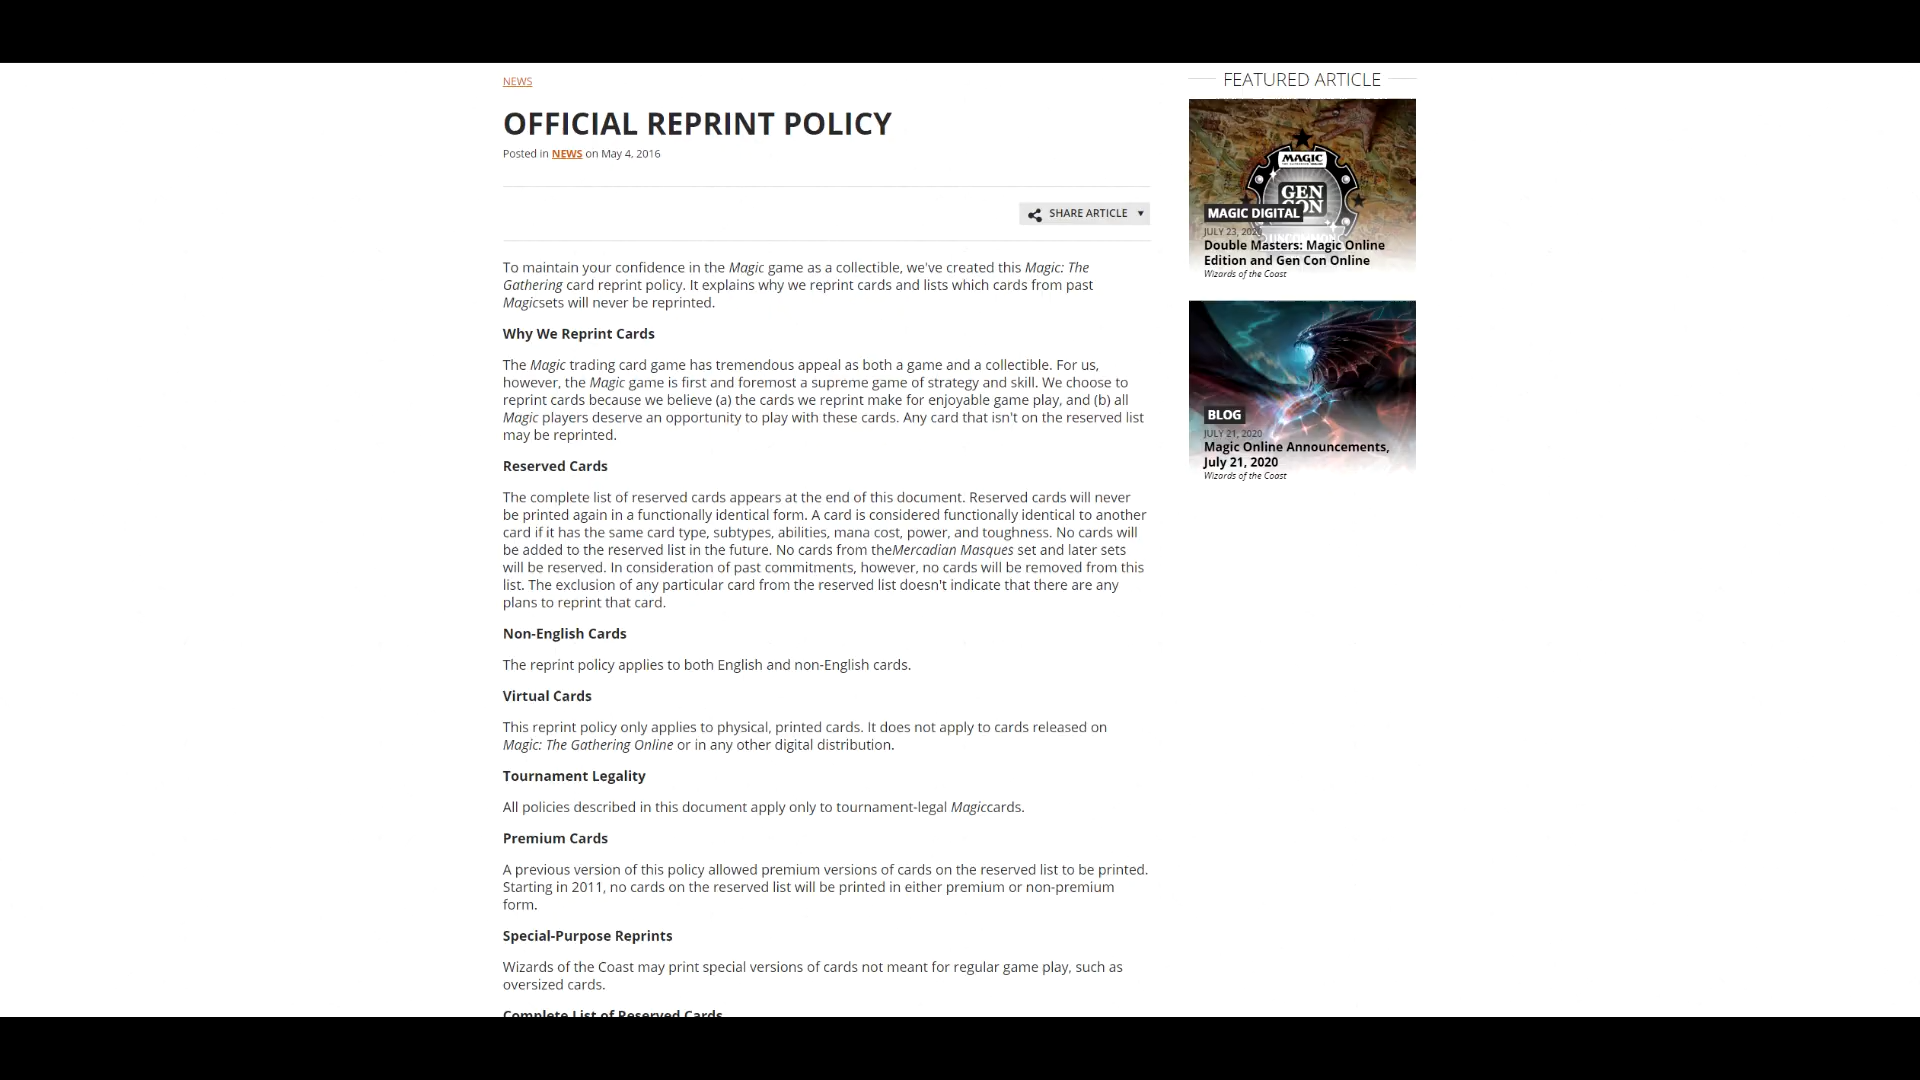 NEWS
OFFICIAL REPRINT POLICY
Posted in NEWS on May 4, 2016
SHARE ARTICLE
To maintain your confidence in the Magic game as a collectible, we've created this Magic: The
Gathering card reprint policy. It explains why we reprint cards and lists which cards from past
Magicsets will never be reprinted.
Why We Reprint Cards
The Magic trading card game has tremendous appeal as both a game and a collectible. For us,
however, the Magic game is first and foremost a supreme game of strategy and skill. We choose to
reprint cards because we believe (a) the cards we reprint make for enjoyable game play, and (b) all
Magic players deserve an opportunity to play with these cards. Any card that isn't on the reserved list
may be reprinted.
Reserved Cards
The complete list of reserved cards appears at the end of this document. Reserved cards will never
be printed again in a functionally identical form. A card is considered functionally identical to another
card if it has the same card type, subtypes, abilities, mana cost, power, and toughness. No cards will
be added to the reserved list in the future. No cards from theMercadian Masques set and later sets
will be reserved. In consideration of past commitments, however, no cards will be removed from this
list. The exclusion of any particular card from the reserved list doesn't indicate that there are any
plans to reprint that card.
Non-English Cards
The reprint policy applies to both English and non-English cards.
Virtual Cards
This reprint policy only applies to physical, printed cards. It does not apply to cards released on
Magic: The Gathering Online or in any other digital distribution.
Tournament Legality
All policies described in this document apply only to tournament-legal Magiccards.
Premium Cards
A previous version of this policy allowed premium versions of cards on the reserved list to be printed.
Starting in 2011, no cards on the reserved list will be printed in either premium or non-premium
form.
Special-Purpose Reprints
Wizards of the Coast may print special versions of cards not meant for regular game play, such as
oversized cards.
Complete List of Reserved Cards
FEATURED ARTICLE
MAGIC
GEN
CON
MAGIC DIGITAL
JULY 23, 2020
Double Masters: Magic Online
Edition and Gen Con Online
Wizards of the Coast
BLOG
JULY 21, 2020
Magic Online Announcements,
July 21, 2020
Wizards of the Coast